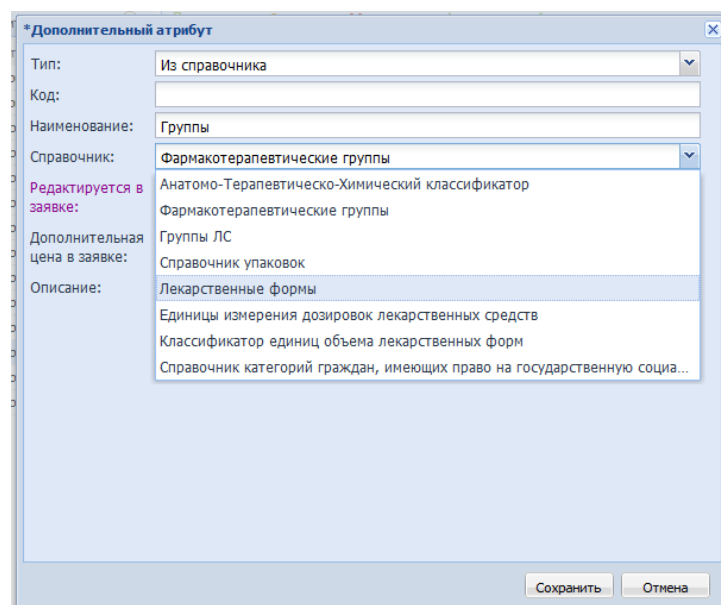 *Дополнительный атрибут
Тип: Из справочника
Код:
Наименование: Группы
Справочник: Фармакотерапевтические группы
Анатомо-Терапевтическо-Химический классификатор
Редактируется в
заявке:
Фармакотерапевтические группы
Дополнительная
цена в заявке:
Группы ЛС
Справочник упаковок
Описание:
Лекарственные формы
Единицы измерения дозировок лекарственных средств
Классификатор единиц объема лекарственных форм
Справочник категорий граждан, имеющих право на государственную социа...
Сохранить Отмена